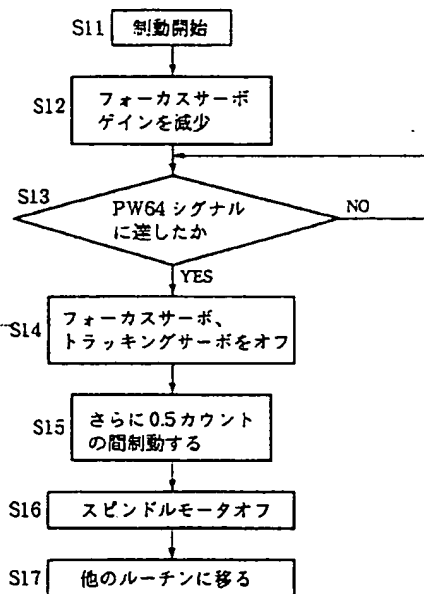 S11 制動開始
S12 フォーカスサーボ
ゲインを減少
S13 PW64シグナル
に達したか
NO
YES
S14 フォーカスサーボ、
トラッキングサーボをオフ
S15 さらに0.5カウント
の間制動する
S16 スピンドルモータオフ
S17 他のルーチンに移る